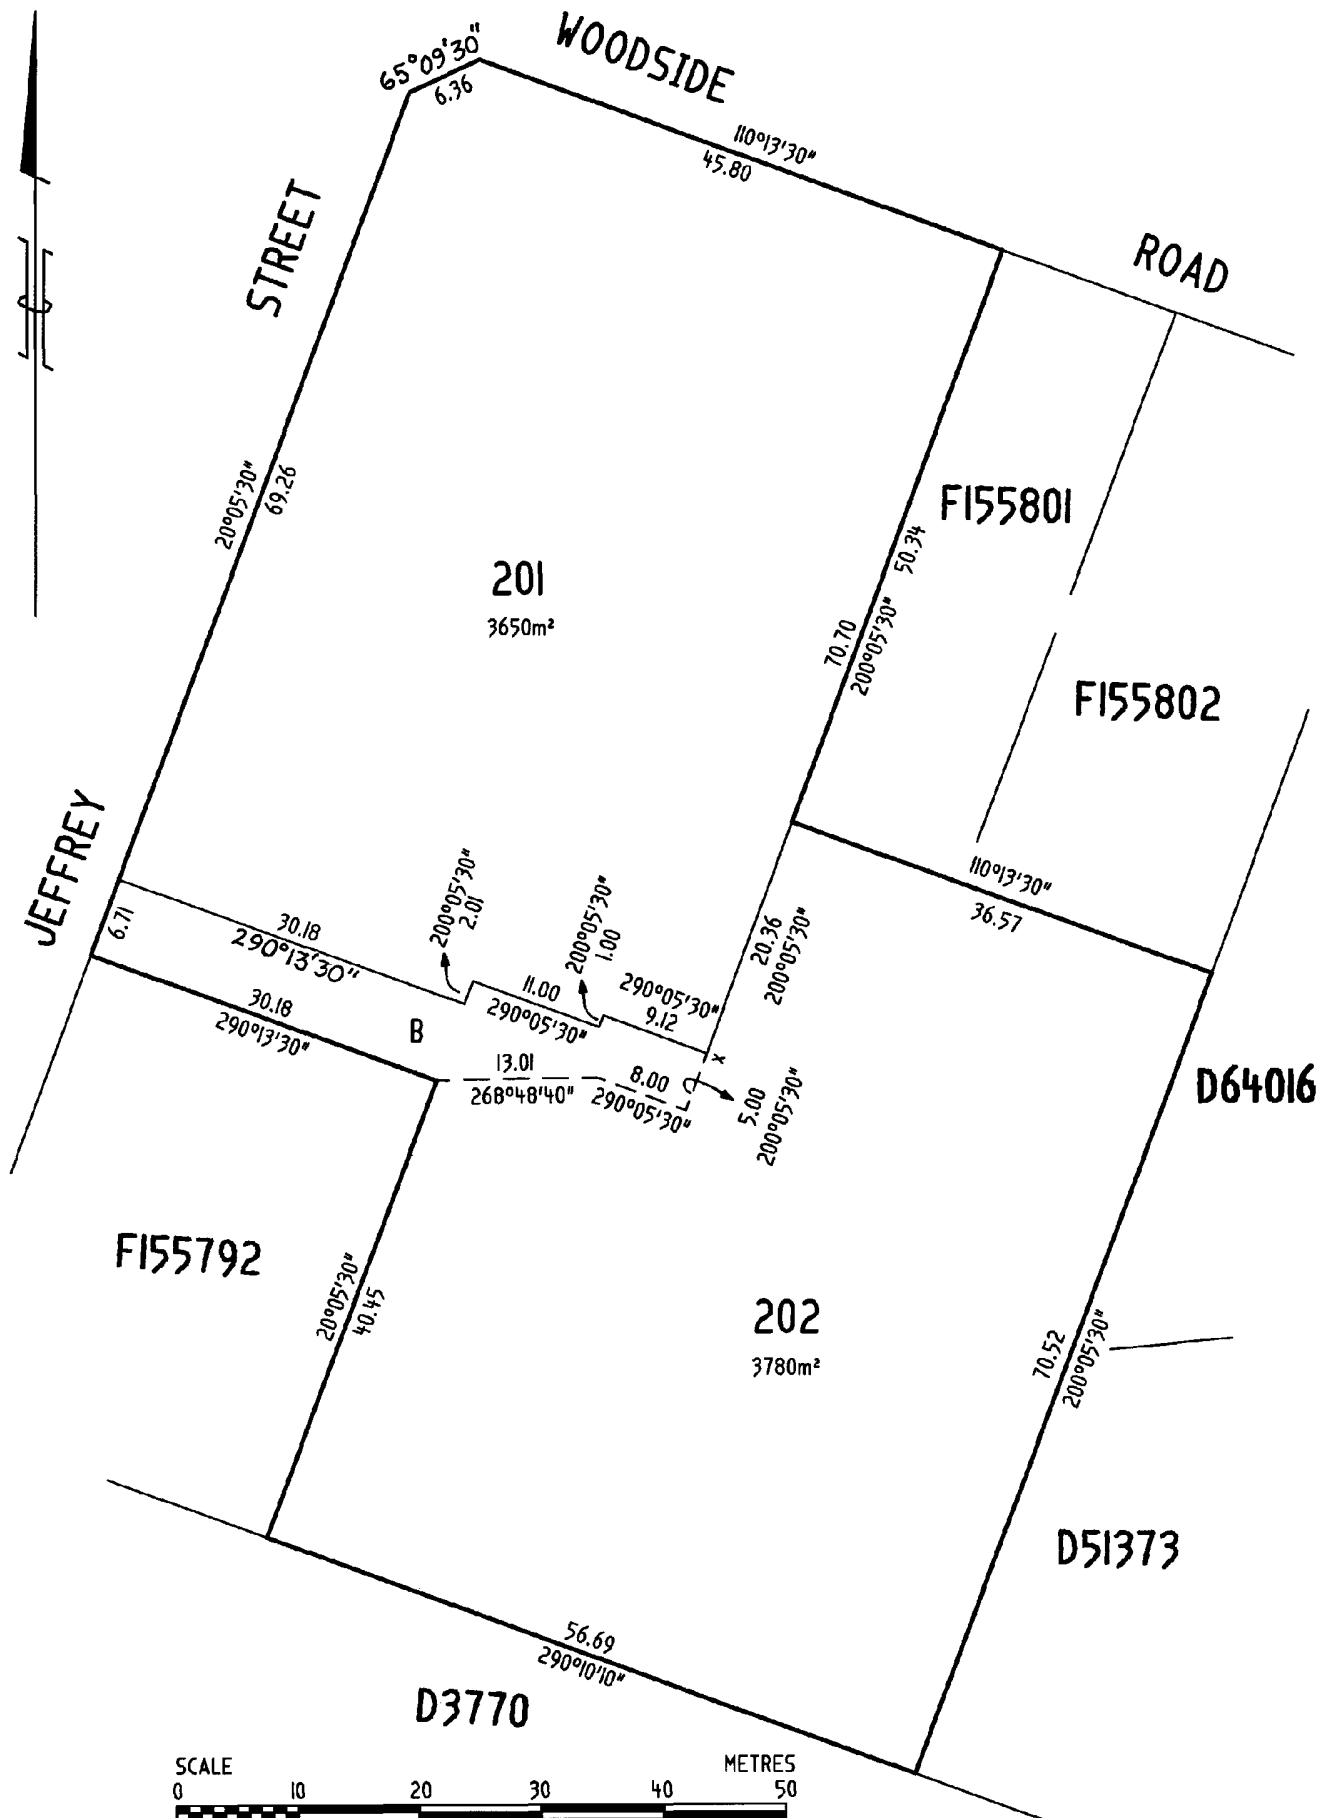 WOODSIDE
65°09'30"
6.36
110°13'30"
45.80
ROAD
STREET
20°05'30"
69.26
F155801
50.34
201
3650m²
70.70
200°05'30"
F155802
JEFFREY
110°13'30"
36.57
200°05'30"
2.01
200°05'30"
1.00
6.71
30.18
290°13'30"
20.36
200°05'30"
11.00
290°05'30"
290°05'30"
9.12
30.18
290°13'30"
B
x
13.01
268°48'40"
8.00
290°05'30"
5.00
200°05'30"
D64016
F155792
20°05'30"
40.45
202
3780m²
70.52
200°05'30"
D51373
56.69
290°10'10"
D3770
SCALE METRES
0 10 20 30 40 50